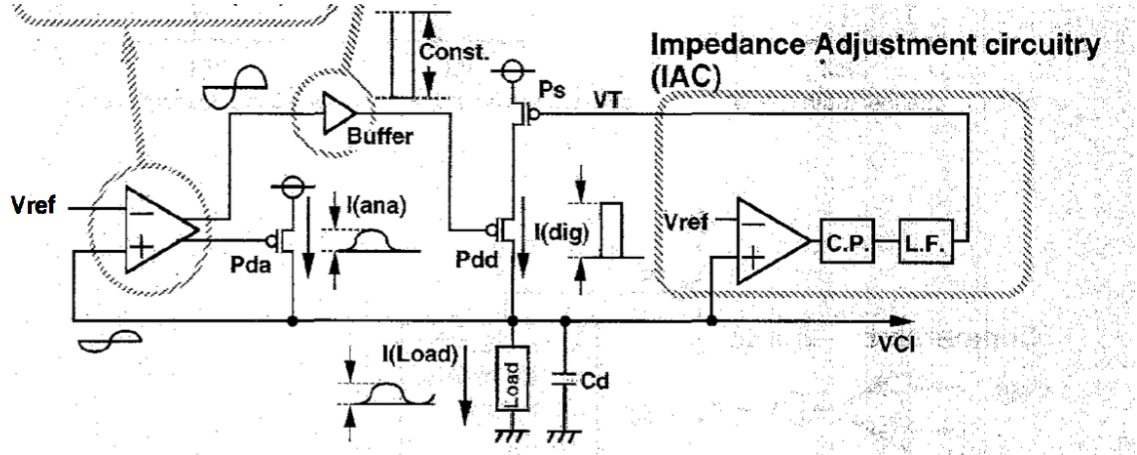 Const.
Impedance Adjustment circuitry
(IAC)
Ps
VT
Buffer
Vref
I(ana)
Pda
Pdd
I(dig)
Vref
C.P.
L.F.
VCI
I(Load)
Load
Cd